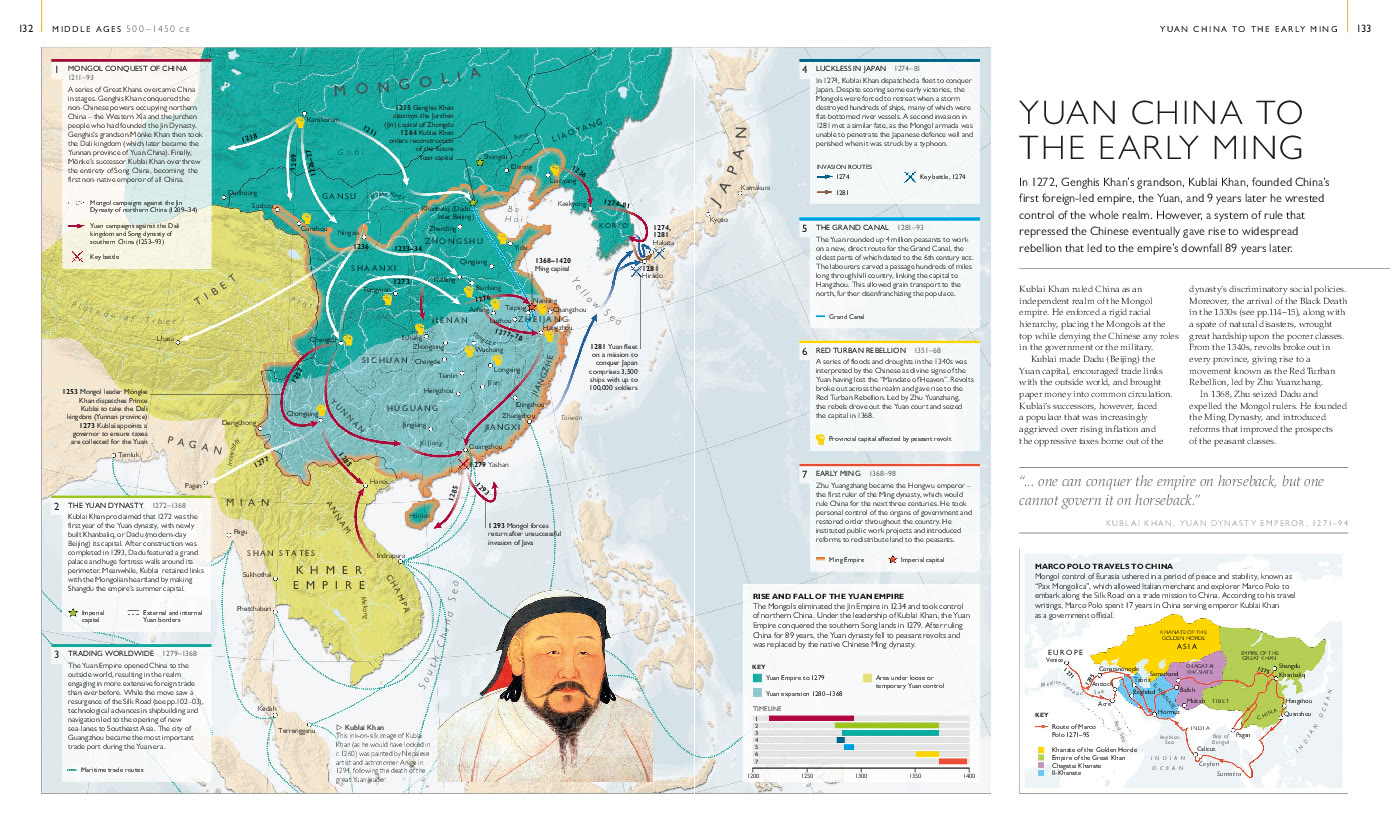 132 MIDDLE AGES 500–1450 CE
YUAN CHINA TO THE EARLY MING 133
1 MONGOL CONQUEST OF CHINA
1211–93
A series of Great Khans overcame China
in stages. Genghis Khan conquered the
non-Chinese powers occupying northern
China – the Western Xia and the Jurchen
people who had founded the Jin Dynasty.
Genghis's grandson Mönke Khan then took
the Dali kingdom (which later became the
Yunnan province of Yuan China). Finally,
Mönke's successor Kublai Khan overthrew
the entirety of Song China, becoming the
first non-native emperor of all China.
Mongol campaigns against the Jin
Dynasty of northern China (1209–34)
Yuan campaigns against the Dali
kingdom and Song dynasty of
southern China (1253–93)
Key battle
2 THE YUAN DYNASTY 1272–1368
Kublai Khan proclaimed that 1272 was the
first year of the Yuan dynasty, with newly
built Khanbaliq, or Dadu (modern-day
Beijing) its capital. After construction was
completed in 1293, Dadu featured a grand
palace and huge fortress walls around its
perimeter. Meanwhile, Kublai retained links
with the Mongolian heartland by making
Shangdu the empire's summer capital.
Imperial
capital
External and internal
Yuan borders
3 TRADING WORLDWIDE 1279–1368
The Yuan Empire opened China to the
outside world, resulting in the realm
engaging in more extensive foreign trade
than ever before. While the move saw a
resurgence of the Silk Road (see pp.102–03),
technological advances in shipbuilding and
navigation led to the opening of new
sea-lanes to Southeast Asia. The city of
Guangzhou became the most important
trade port during the Yuan era.
Maritime trade routes
MONGOLIA
1215 Genghis Khan
destroys the Jurchen
(Jin) capital of Zhongdu
1264 Kublai Khan
orders reconstruction
of the future
Yuan capital
Karakorum
1218
1211
1209
Gobi
LIAOTANG
Shangdu
Datning
Liaoyang
1236
Dunhuang
Suzhou
GANSU
Ganzhou
Ningxia
Khanbaliq/Dadu
(later Beijing)
Zhending
ZHONGSHU
Bo
Hai
Kaekyong
1274–81
KORYO
JAPAN
Kamakura
Kyoto
1274,
1281
Hakata
1281
Hirado
1236
1233–34
Yidu
SHAANXI
Qingjiang
1368–1420
Ming capital
Yellow Sea
TIBET
Plateau of Tibet
Lhasa
Fengyuan
1273
Kaifeng
Bianliang
1276
Anfeng
Taiping
Nanjing
Changzhou
ZHEJIANG
Hangzhou
Luzhou
1277–78
HENAN
Chengdu
Yichang
Zhongxing
Wuchang
SICHUAN
Changde
Longxing
Tianlin
Ji'an
JIANGZHE
Hengzhou
1253
HUGUANG
Qingdzhou
Zhangzhou
Chongqing
YUNNAN
Jingjiang
JIANGXI
Taiwan
Xi Jiang
Guangzhou
1281 Yuan fleet
on a mission to
conquer Japan
comprises 3,500
ships with up to
100,000 soldiers
1253 Mongol leader Möngke
Khan dispatches Prince
Kublai to take the Dali
kingdom (Yunnan province)
1273 Kublai appoints a
governor to ensure taxes
are collected for the Yuan
Dengchong
PAGAN
Tamluk
Irrawaddy
1277
Pagan
1285
Hanoi
1279 Yashan
1293
1285
Hainan
1293 Mongol forces
return after unsuccessful
invasion of Java
MIAN
Pegu
ANNAM
SHAN STATES
Sukhothai
KHMER
EMPIRE
Indrapura
CHAMPA
Mekong
Phetchaburi
South China Sea
Kedah
Terrengganu
▷ Kublai Khan
This ink-on-silk image of Kublai
Khan (as he would have looked in
c.1260) was painted by Nepalese
artist and astronomer Anige in
1294, following the death of the
great Yuan leader.
4 LUCKLESS IN JAPAN 1274–81
In 1274, Kublai Khan dispatched a fleet to conquer
Japan. Despite scoring some early victories, the
Mongols were forced to retreat when a storm
destroyed hundreds of ships, many of which were
flat-bottomed river vessels. A second invasion in
1281 met a similar fate, as the Mongol armada was
unable to penetrate the Japanese defence well and
perished when it was struck by a typhoon.
INVASION ROUTES
1274
Key battle, 1274
1281
5 THE GRAND CANAL 1281–93
The Yuan rounded up 4 million peasants to work
on a new, direct route for the Grand Canal, the
oldest parts of which dated to the 6th century BCE.
The labourers carved a passage hundreds of miles
long through hill country, linking the capital to
Hangzhou. This allowed grain transport to the
north, further disenfranchizing the populace.
Grand Canal
6 RED TURBAN REBELLION 1351–68
A series of floods and droughts in the 1340s was
interpreted by the Chinese as divine signs of the
Yuan having lost the "Mandate of Heaven". Revolts
broke out across the realm and gave rise to the
Red Turban Rebellion. Led by Zhu Yuanzhang,
the rebels drove out the Yuan court and seized
the capital in 1368.
Provincial capital affected by peasant revolt
7 EARLY MING 1368–98
Zhu Yuangzhang became the Hongwu emperor –
the first ruler of the Ming dynasty, which would
rule China for the next three centuries. He took
personal control of the organs of government and
restored order throughout the country. He
instituted public work projects and introduced
reforms to redistribute land to the peasants.
Ming Empire
Imperial capital
RISE AND FALL OF THE YUAN EMPIRE
The Mongols eliminated the Jin Empire in 1234 and took control
of northern China. Under the leadership of Kublai Khan, the Yuan
Empire conquered the southern Song lands in 1279. After ruling
China for 89 years, the Yuan dynasty fell to peasant revolts and
was replaced by the native Chinese Ming dynasty.
KEY
Yuan Empire to 1279
Yuan expansion 1280–1368
Area under loose or
temporary Yuan control
TIMELINE
1
2
3
4
5
6
7
1200 1250 1300 1350 1400
YUAN CHINA TO
THE EARLY MING
In 1272, Genghis Khan's grandson, Kublai Khan, founded China's
first foreign-led empire, the Yuan, and 9 years later he wrested
control of the whole realm. However, a system of rule that
repressed the Chinese eventually gave rise to widespread
rebellion that led to the empire's downfall 89 years later.
Kublai Khan ruled China as an
independent realm of the Mongol
empire. He enforced a rigid racial
hierarchy, placing the Mongols at the
top while denying the Chinese any roles
in the government or the military.
Kublai made Dadu (Beijing) the
Yuan capital, encouraged trade links
with the outside world, and brought
paper money into common circulation.
Kublai's successors, however, faced
a populace that was increasingly
aggrieved over rising inflation and
the oppressive taxes borne out of the
dynasty's discriminatory social policies.
Moreover, the arrival of the Black Death
in the 1330s (see pp.114–15), along with
a spate of natural disasters, wrought
great hardship upon the poorer classes.
From the 1340s, revolts broke out in
every province, giving rise to a
movement known as the Red Turban
Rebellion, led by Zhu Yuanzhang.
In 1368, Zhu seized Dadu and
expelled the Mongol rulers. He founded
the Ming Dynasty, and introduced
reforms that improved the prospects
of the peasant classes.
"... one can conquer the empire on horseback, but one
cannot govern it on horseback."
KUBLAI KHAN, YUAN DYNASTY EMPEROR, 1271–94
MARCO POLO TRAVELS TO CHINA
Mongol control of Eurasia ushered in a period of peace and stability, known as
"Pax Mongolica", which allowed Italian merchant and explorer Marco Polo to
embark along the Silk Road on a trade mission to China. According to his travel
writings, Marco Polo spent 17 years in China serving emperor Kublai Khan
as a government official.
KHANATE OF THE
GOLDEN HORDE
ASIA
EUROPE
Venice
1271
Constantinople
EMPIRE OF THE
GREAT KHAN
1275
Shangdu
Khanbaliq
CHAGATAI
KHANATE
Samarkand
Tabriz
Antioch
Mediterranean
Sea
Acre
Baghdad
Balkh
Multan
TIBET
CHINA
Hangzhou
Quanzhou
Hormuz
Red Sea
INDIA
Pagan
Arabian
Sea
Bay of
Bengal
Calicut
Ceylon
Sumatra
INDIAN
OCEAN
INDIAN OCEAN
KEY
Route of Marco
Polo 1271–95
Khanate of the Golden Horde
Empire of the Great Khan
Chagatai Khanate
Il-Khanate